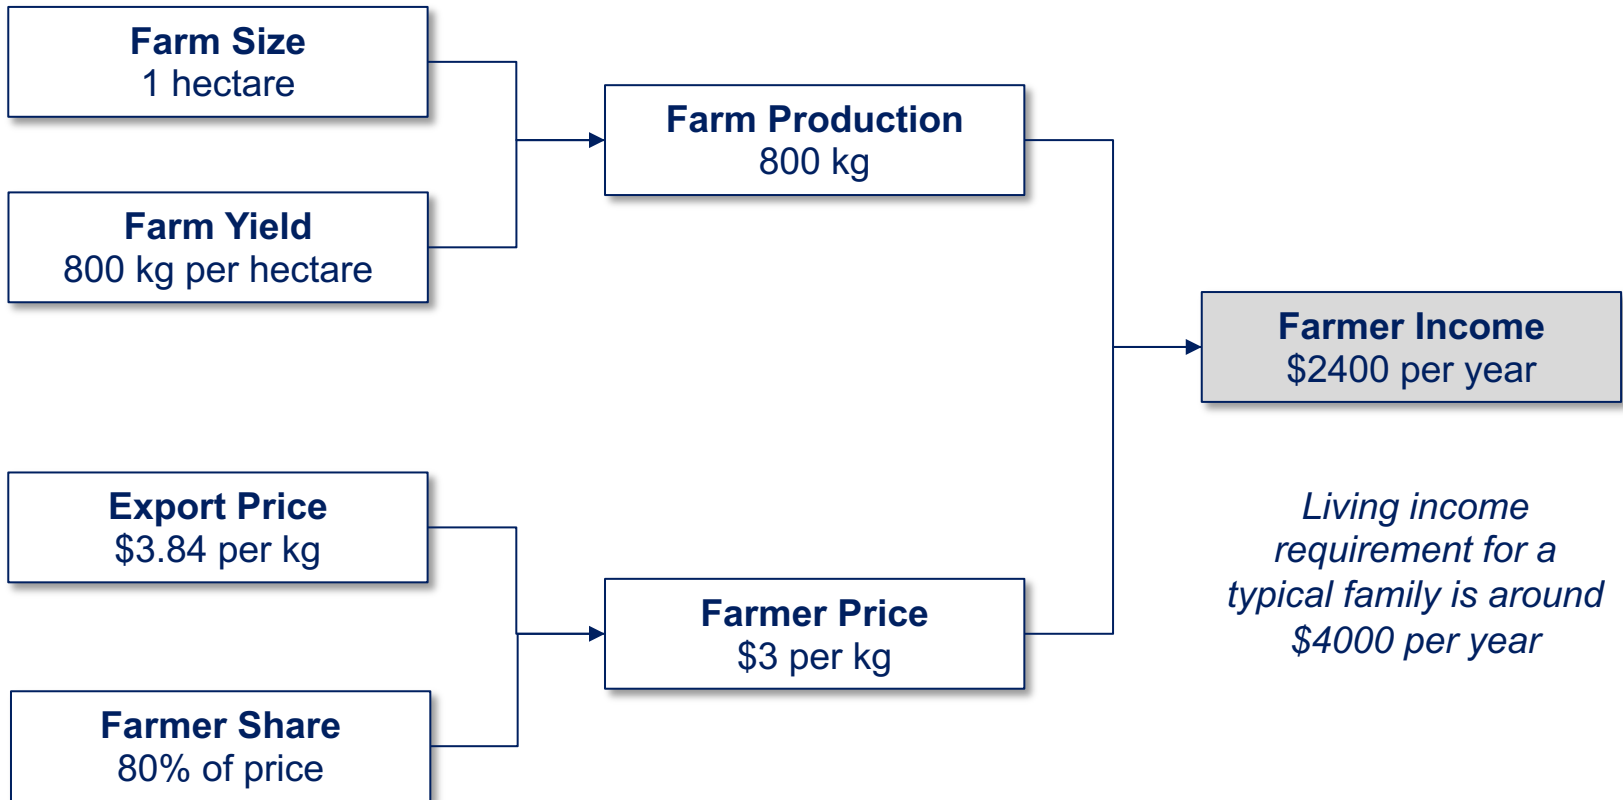 Farm Size
1 hectare
Farm Yield
800 kg per hectare
Farm Production
800 kg
Export Price
$3.84 per kg
Farmer Share
80% of price
Farmer Price
$3 per kg
Farmer Income
$2400 per year
Living income
requirement for a
typical family is around
$4000 per year